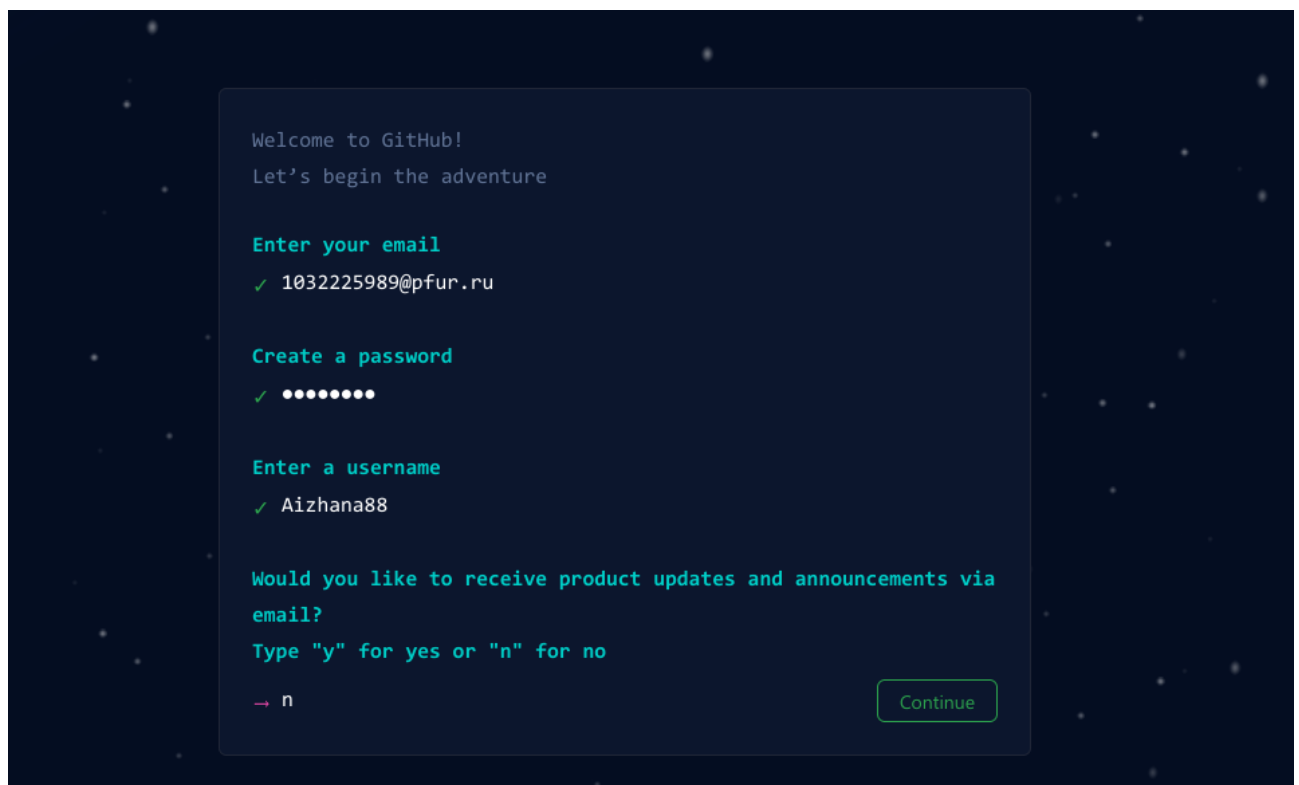 Welcome to GitHub!
Let’s begin the adventure
Enter your email
✓ 1032225989@pfur.ru
Create a password
✓ ●●●●●●●●
Enter a username
✓ Aizhana88
Would you like to receive product updates and announcements via
email?
Type "y" for yes or "n" for no
→ n
Continue